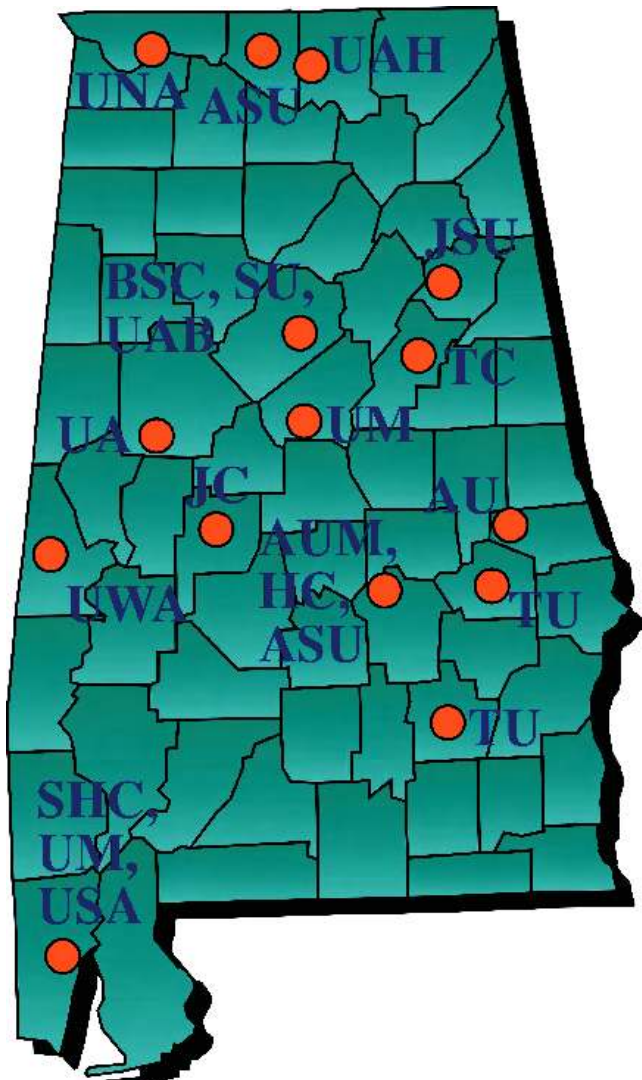 UAH
UNA
ASU
JSU
BSC, SU,
UAB
TC
UM
UA
JC
AU
AUM,
HC,
ASU
UWA
TU
TU
SHC,
UM,
USA